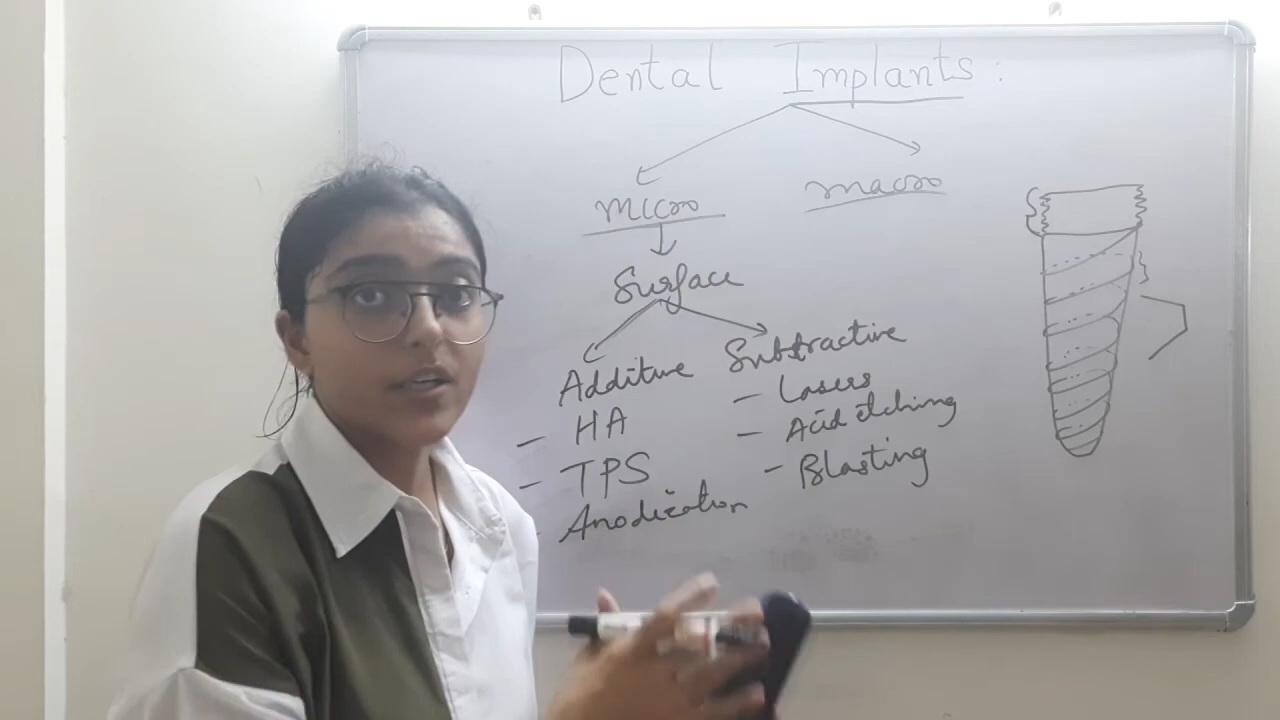 Dental Implants:
Micro
macro
Surface
Additive
- HA
- TPS
- Anodization
Subtractive
- Lasers
- Acid etching
- Blasting